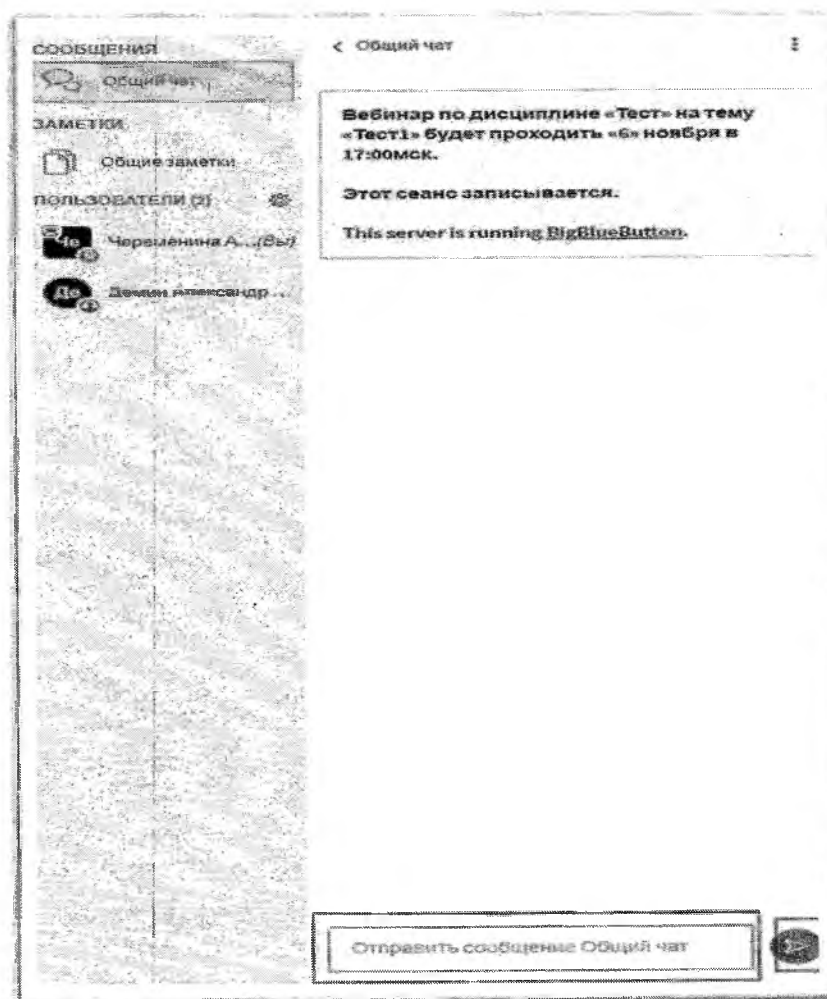 СООБЩЕНИЯ
Общий чат
ЗАМЕТКИ
Общие заметки
ПОЛЬЗОВАТЕЛИ (2)
Че
Череменина А... (Вы)
Де
Демин Александр ...
< Общий чат
Вебинар по дисциплине «Тест» на тему
«Тест1» будет проходить «6» ноября в
17:00мск.
Этот сеанс записывается.
This server is running BigBlueButton.
Отправить сообщение Общий чат